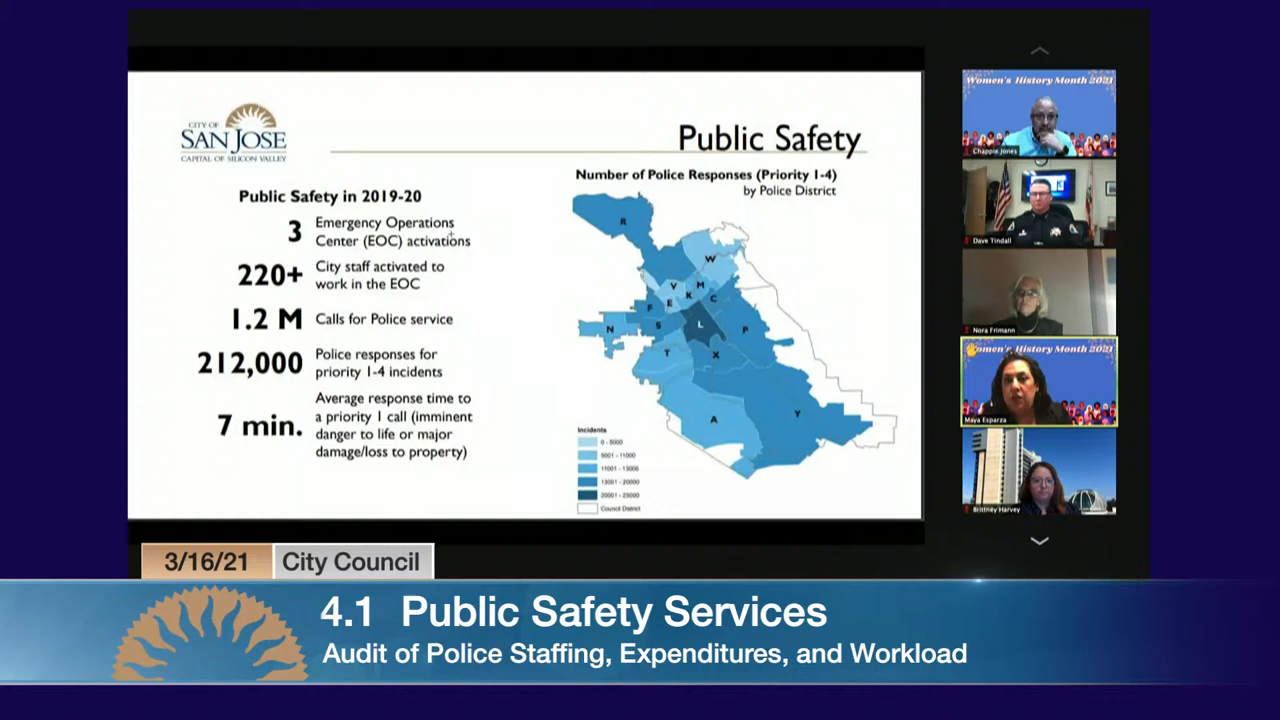 CITY OF
SAN JOSE
CAPITAL OF SILICON VALLEY
Public Safety
Public Safety in 2019-20
3 Emergency Operations
Center (EOC) activations
220+ City staff activated to
work in the EOC
1.2 M Calls for Police service
212,000 Police responses for
priority 1-4 incidents
7 min. Average response time to
a priority 1 call (imminent
danger to life or major
damage/loss to property)
Number of Police Responses (Priority 1-4)
by Police District
R
W
V
M
E
K
C
F
N
S
L
P
T
X
A
Y
Incidents
0 - 5000
5001 - 11000
11001 - 13000
13001 - 20000
20001 - 25000
Council District
Women's History Month 2021
Chappie Jones
Dave Tindall
Nora Frimann
Women's History Month 2021
Maya Esparza
Brittney Harvey
3/16/21 City Council
4.1 Public Safety Services
Audit of Police Staffing, Expenditures, and Workload